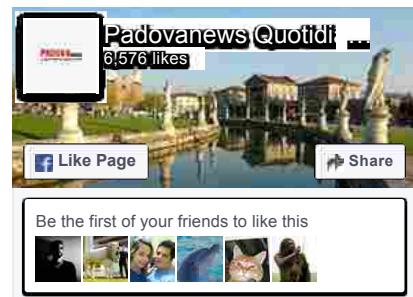 Padovanews Quotidi...
6,576 likes
Like Page
Share
Be the first of your friends to like this